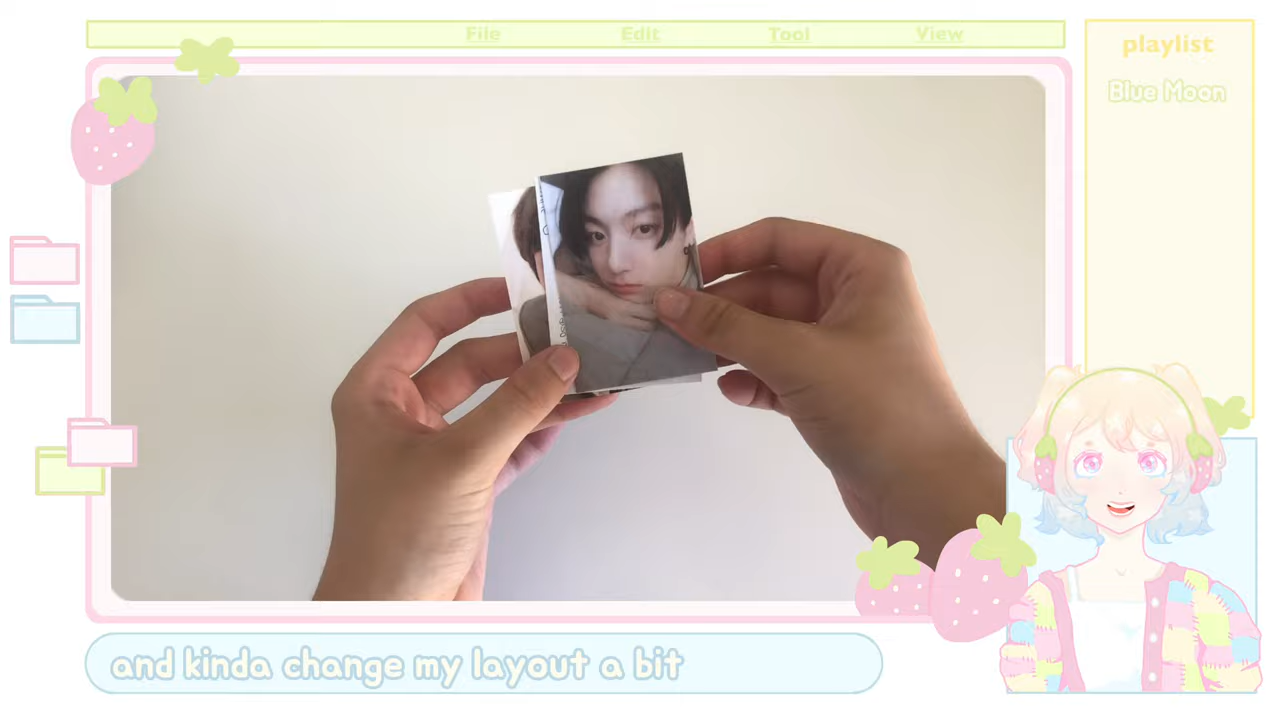 File Edit Tool View
playlist
Blue Moon
and kinda change my layout a bit